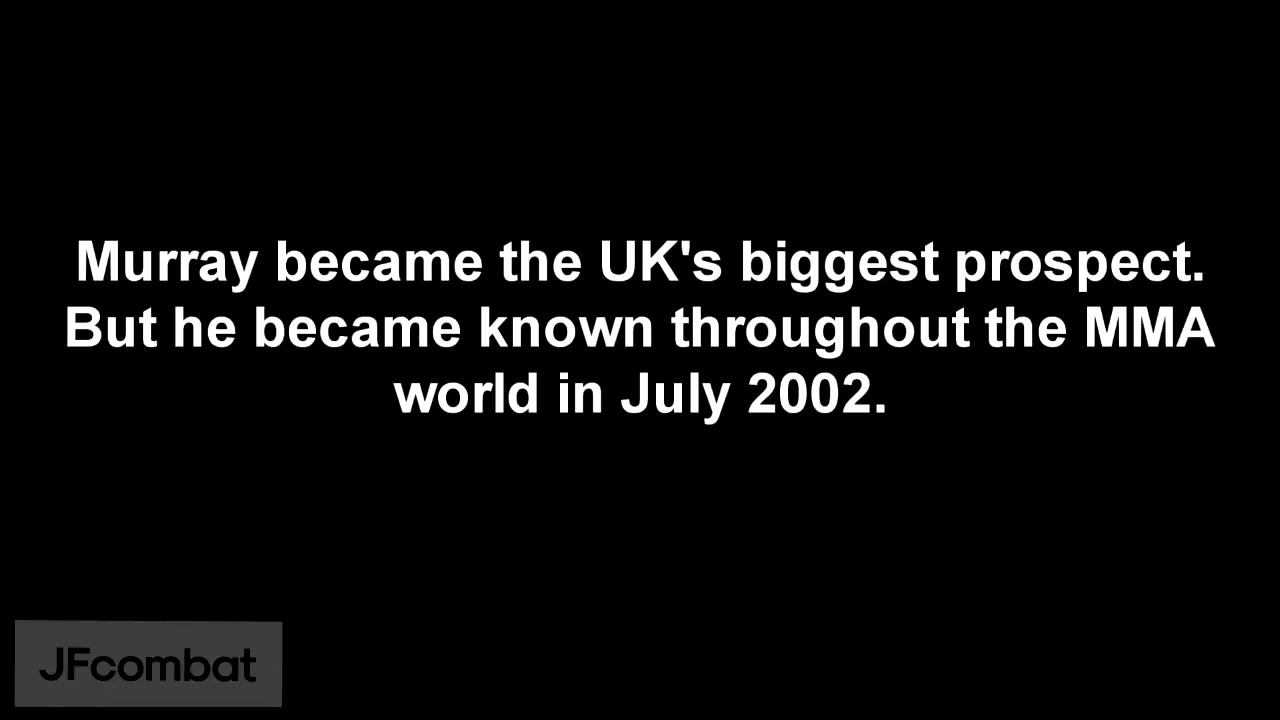 Murray became the UK's biggest prospect.
But he became known throughout the MMA
world in July 2002.
JFcombat